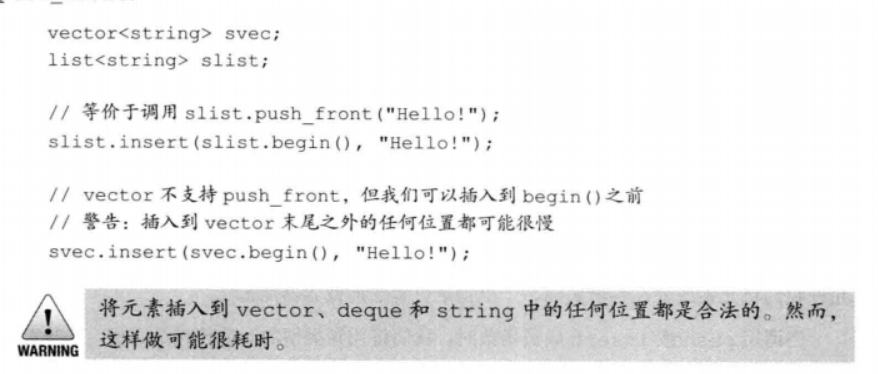 vector<string> svec;
list<string> slist;
// 等价于调用 slist.push_front("Hello!");
slist.insert(slist.begin(), "Hello!");
// vector 不支持 push_front，但我们可以插入到 begin()之前
// 警告：插入到 vector 末尾之外的任何位置都可能很慢
svec.insert(svec.begin(), "Hello!");
将元素插入到 vector、deque 和 string 中的任何位置都是合法的。然而，
这样做可能很耗时。
WARNING